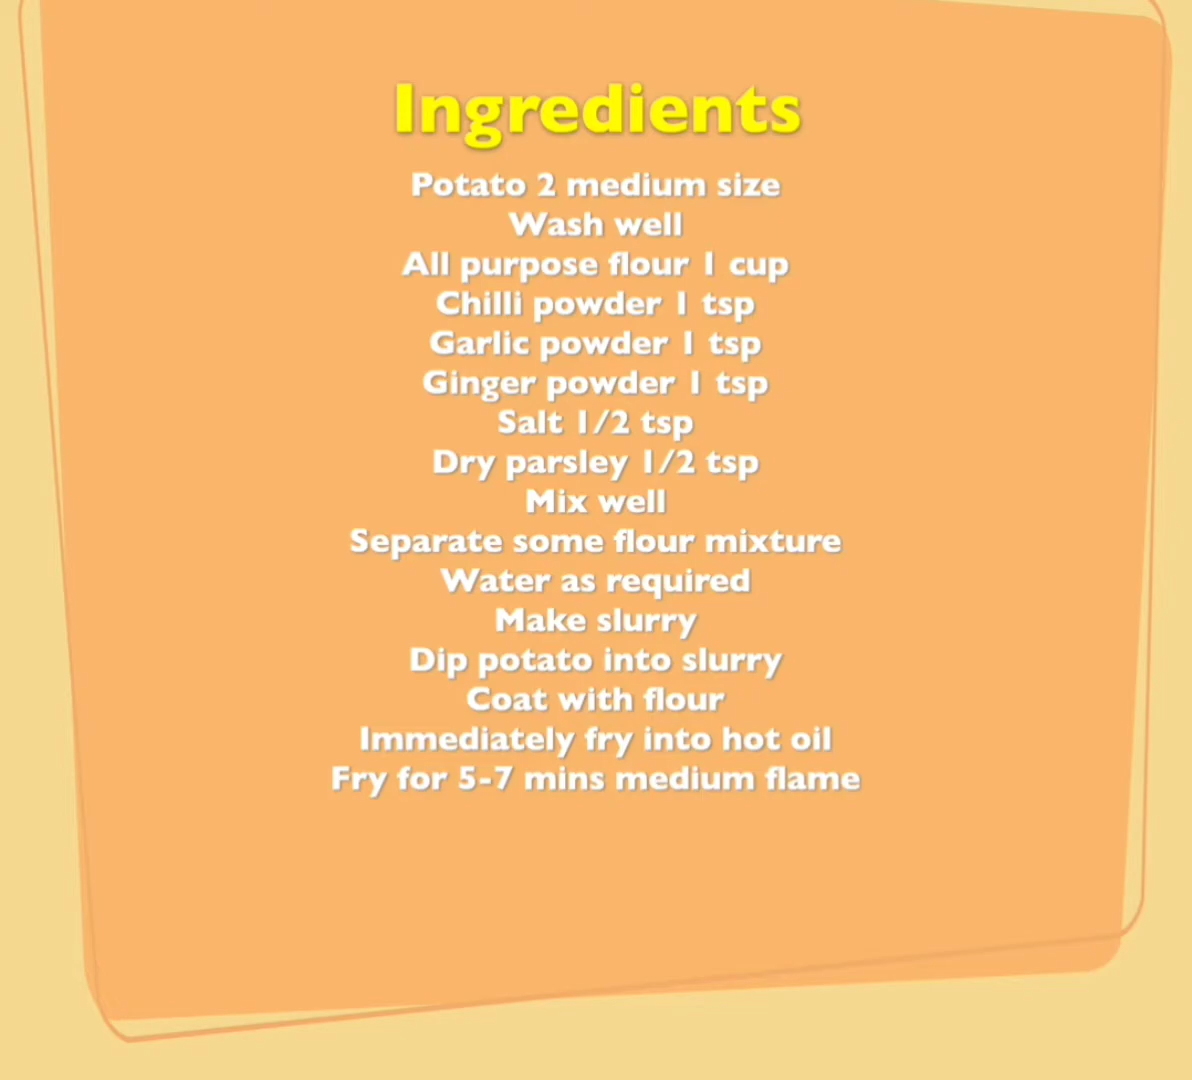 Ingredients
Potato 2 medium size
Wash well
All purpose flour 1 cup
Chilli powder 1 tsp
Garlic powder 1 tsp
Ginger powder 1 tsp
Salt 1/2 tsp
Dry parsley 1/2 tsp
Mix well
Separate some flour mixture
Water as required
Make slurry
Dip potato into slurry
Coat with flour
Immediately fry into hot oil
Fry for 5-7 mins medium flame